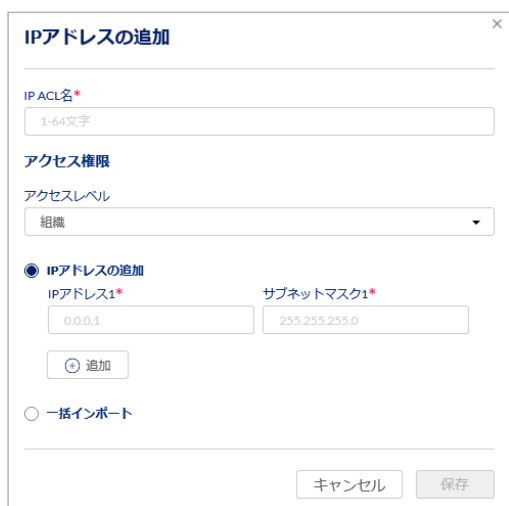 IPアドレスの追加
×
IP ACL名*
1-64文字
アクセス権限
アクセスレベル
組織
IPアドレスの追加
IPアドレス1* サブネットマスク1*
0.0.0.1 255.255.255.0
追加
一括インポート
キャンセル 保存